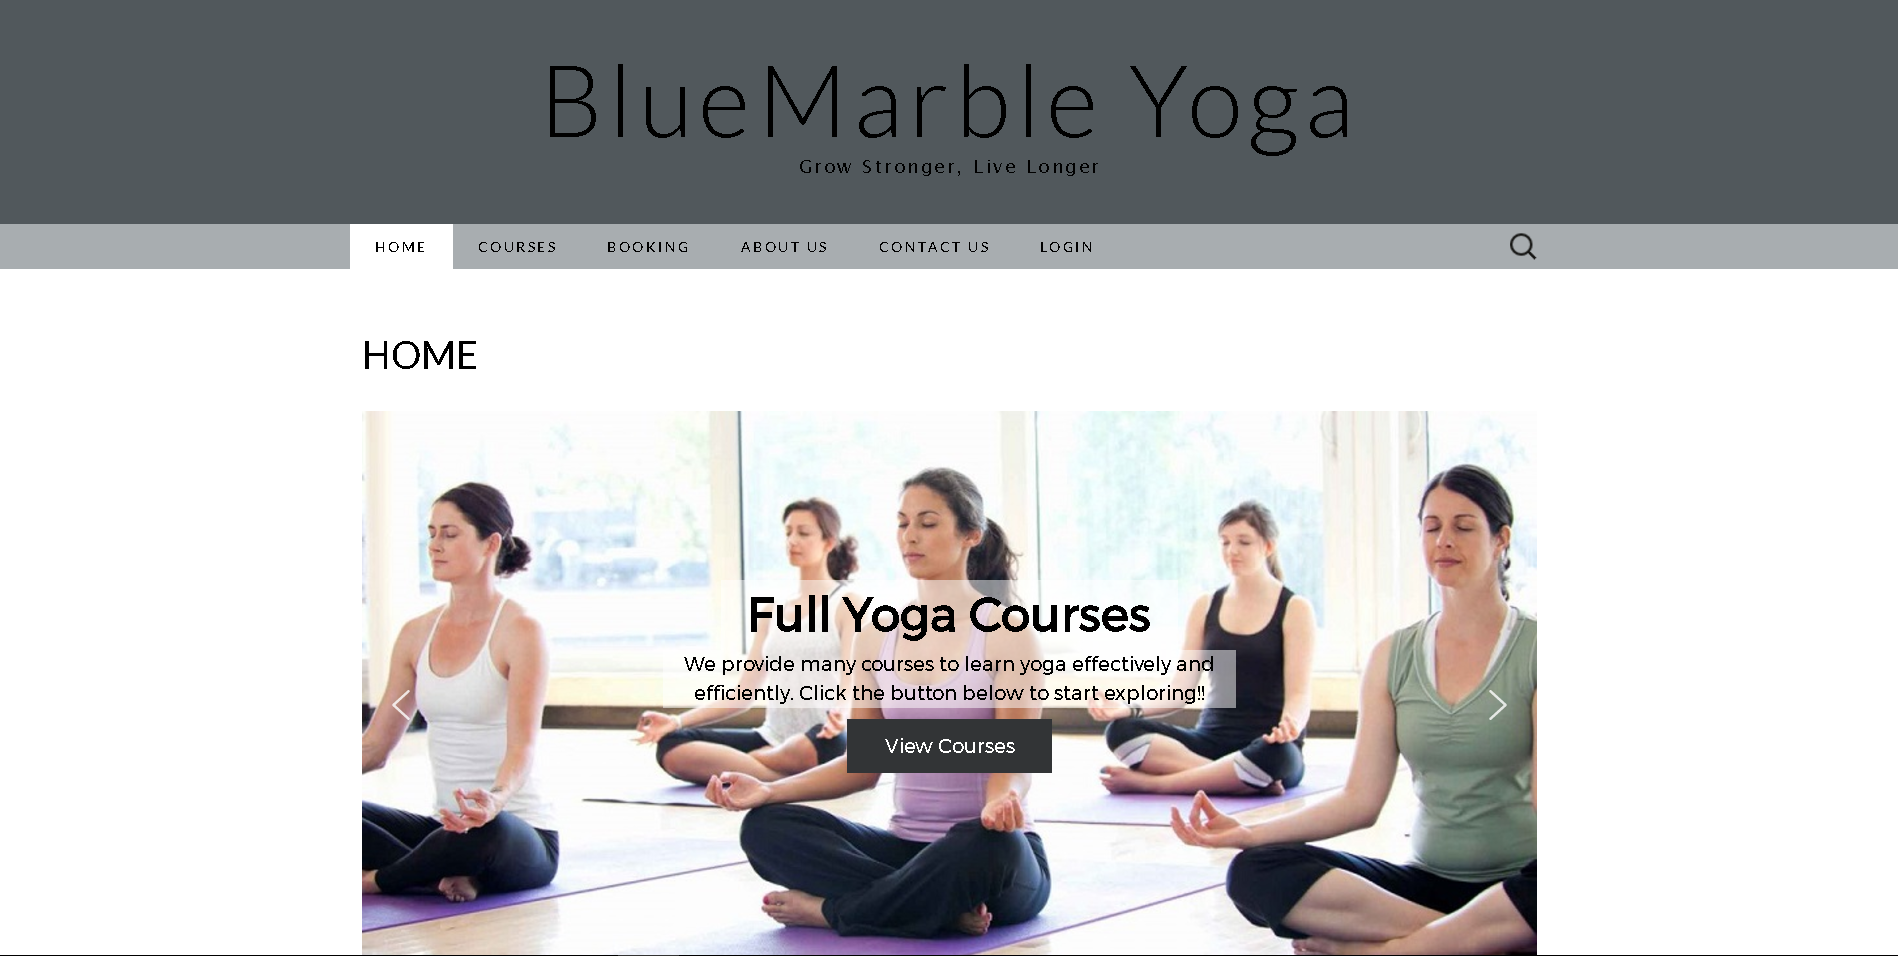 BlueMarble Yoga
Grow Stronger, Live Longer
HOME COURSES BOOKING ABOUT US CONTACT US LOGIN
HOME
Full Yoga Courses
We provide many courses to learn yoga effectively and
efficiently. Click the button below to start exploring!!
View Courses